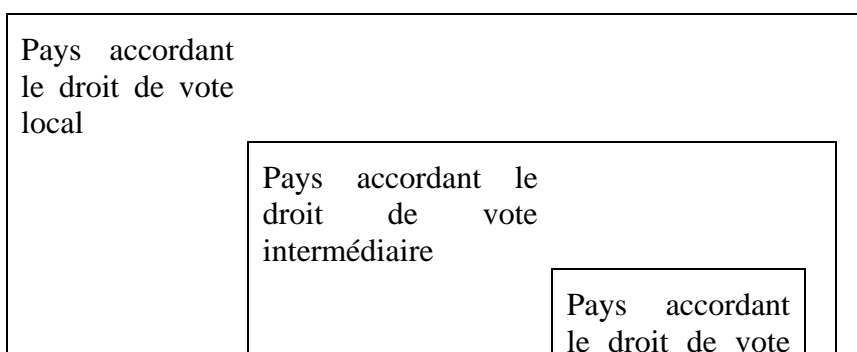 Pays accordant
le droit de vote
local
Pays accordant le
droit de vote
intermédiaire
Pays accordant
le droit de vote